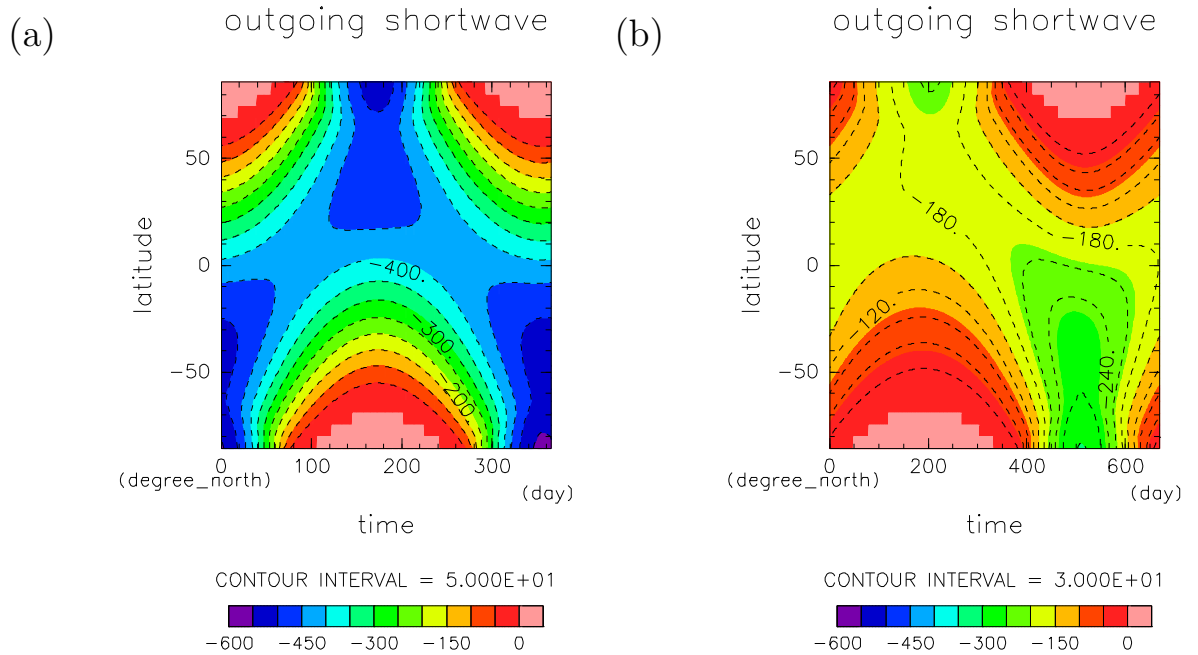 (a)
outgoing shortwave
latitude
50
0
−50
−400.
−300.
−200
0 100 200 300
(degree_north)
(day)
time
CONTOUR INTERVAL = 5.000E+01
−600 −450 −300 −150 0
(b)
outgoing shortwave
latitude
50
0
−50
L
−180.
−180.
−120.
−240.
0 200 400 600
(degree_north)
(day)
time
CONTOUR INTERVAL = 3.000E+01
−600 −450 −300 −150 0